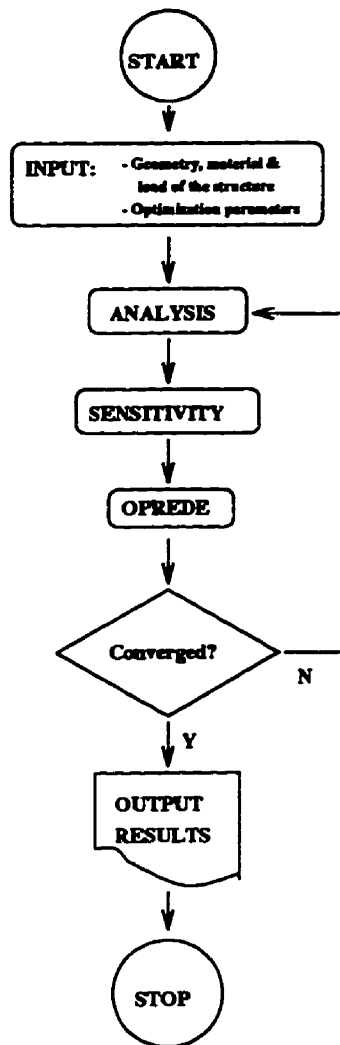 START
INPUT: - Geometry, material &
load of the structure
- Optimization parameters
ANALYSIS
SENSITIVITY
OPREDE
Converged?
N
Y
OUTPUT
RESULTS
STOP